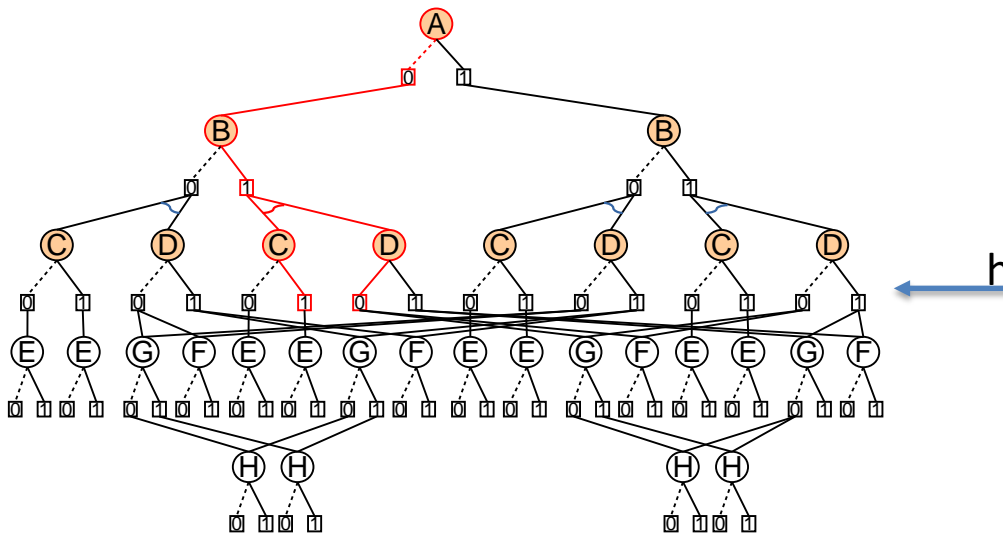 A
0 1
B B
0 1 0 1
C D C D C D C D
h
0 1 0 1 0 1 0 1 0 1 0 1 0 1 0 1
E E G F E E G F E E G F E E G F
0 1 0 1 0 1 0 1 0 1 0 1 0 1 0 1 0 1 0 1 0 1 0 1 0 1 0 1 0 1 0 1
H H H H
0 1 0 1 0 1 0 1